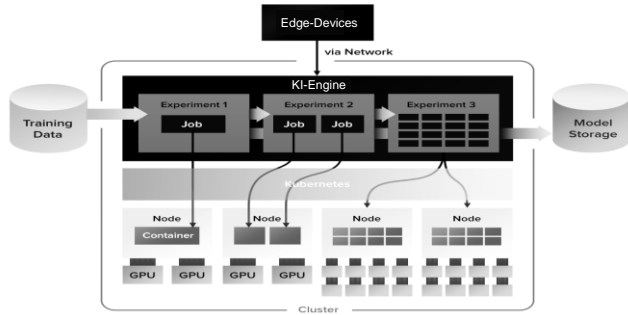 Edge-Devices
via Network
KI-Engine
Training
Data
Experiment 1
Job
Experiment 2
Job
Job
Experiment 3
Model
Storage
Kubernetes
Node
Container
Node
Node
Node
GPU
GPU
GPU
GPU
Cluster